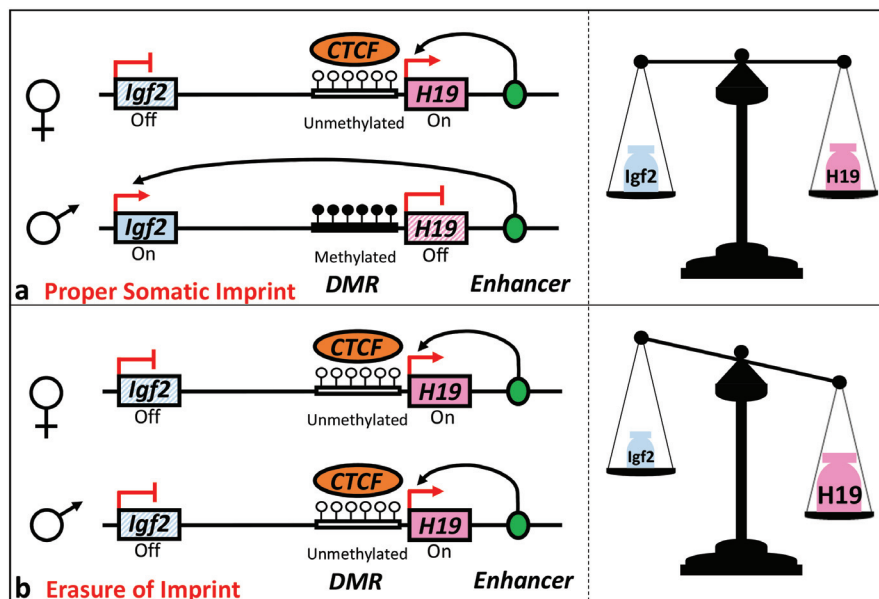 CTCF
Igf2 H19
Off Unmethylated On
Igf2 H19
Igf2 H19
On Methylated Off
a Proper Somatic Imprint DMR Enhancer
CTCF
Igf2 H19
Off Unmethylated On
Igf2
H19
CTCF
Igf2 H19
Off Unmethylated On
b Erasure of Imprint DMR Enhancer